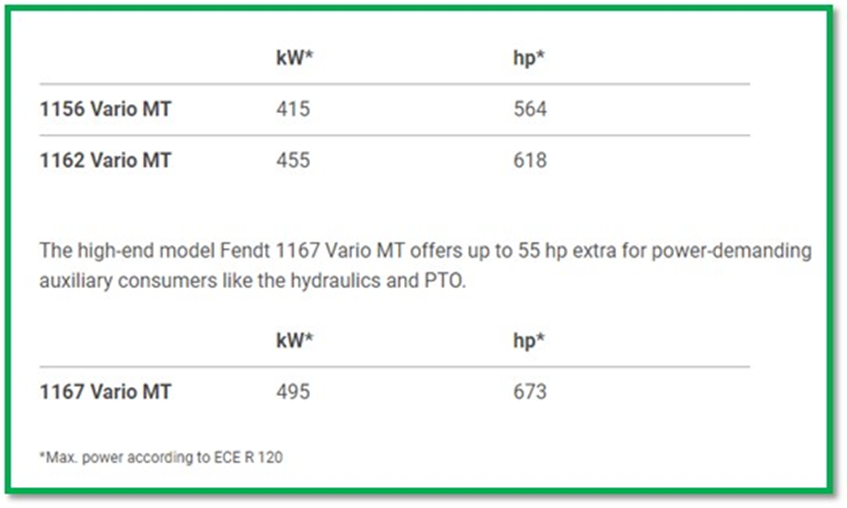 kW* hp*
1156 Vario MT 415 564
1162 Vario MT 455 618
The high-end model Fendt 1167 Vario MT offers up to 55 hp extra for power-demanding
auxiliary consumers like the hydraulics and PTO.
kW* hp*
1167 Vario MT 495 673
*Max. power according to ECE R 120